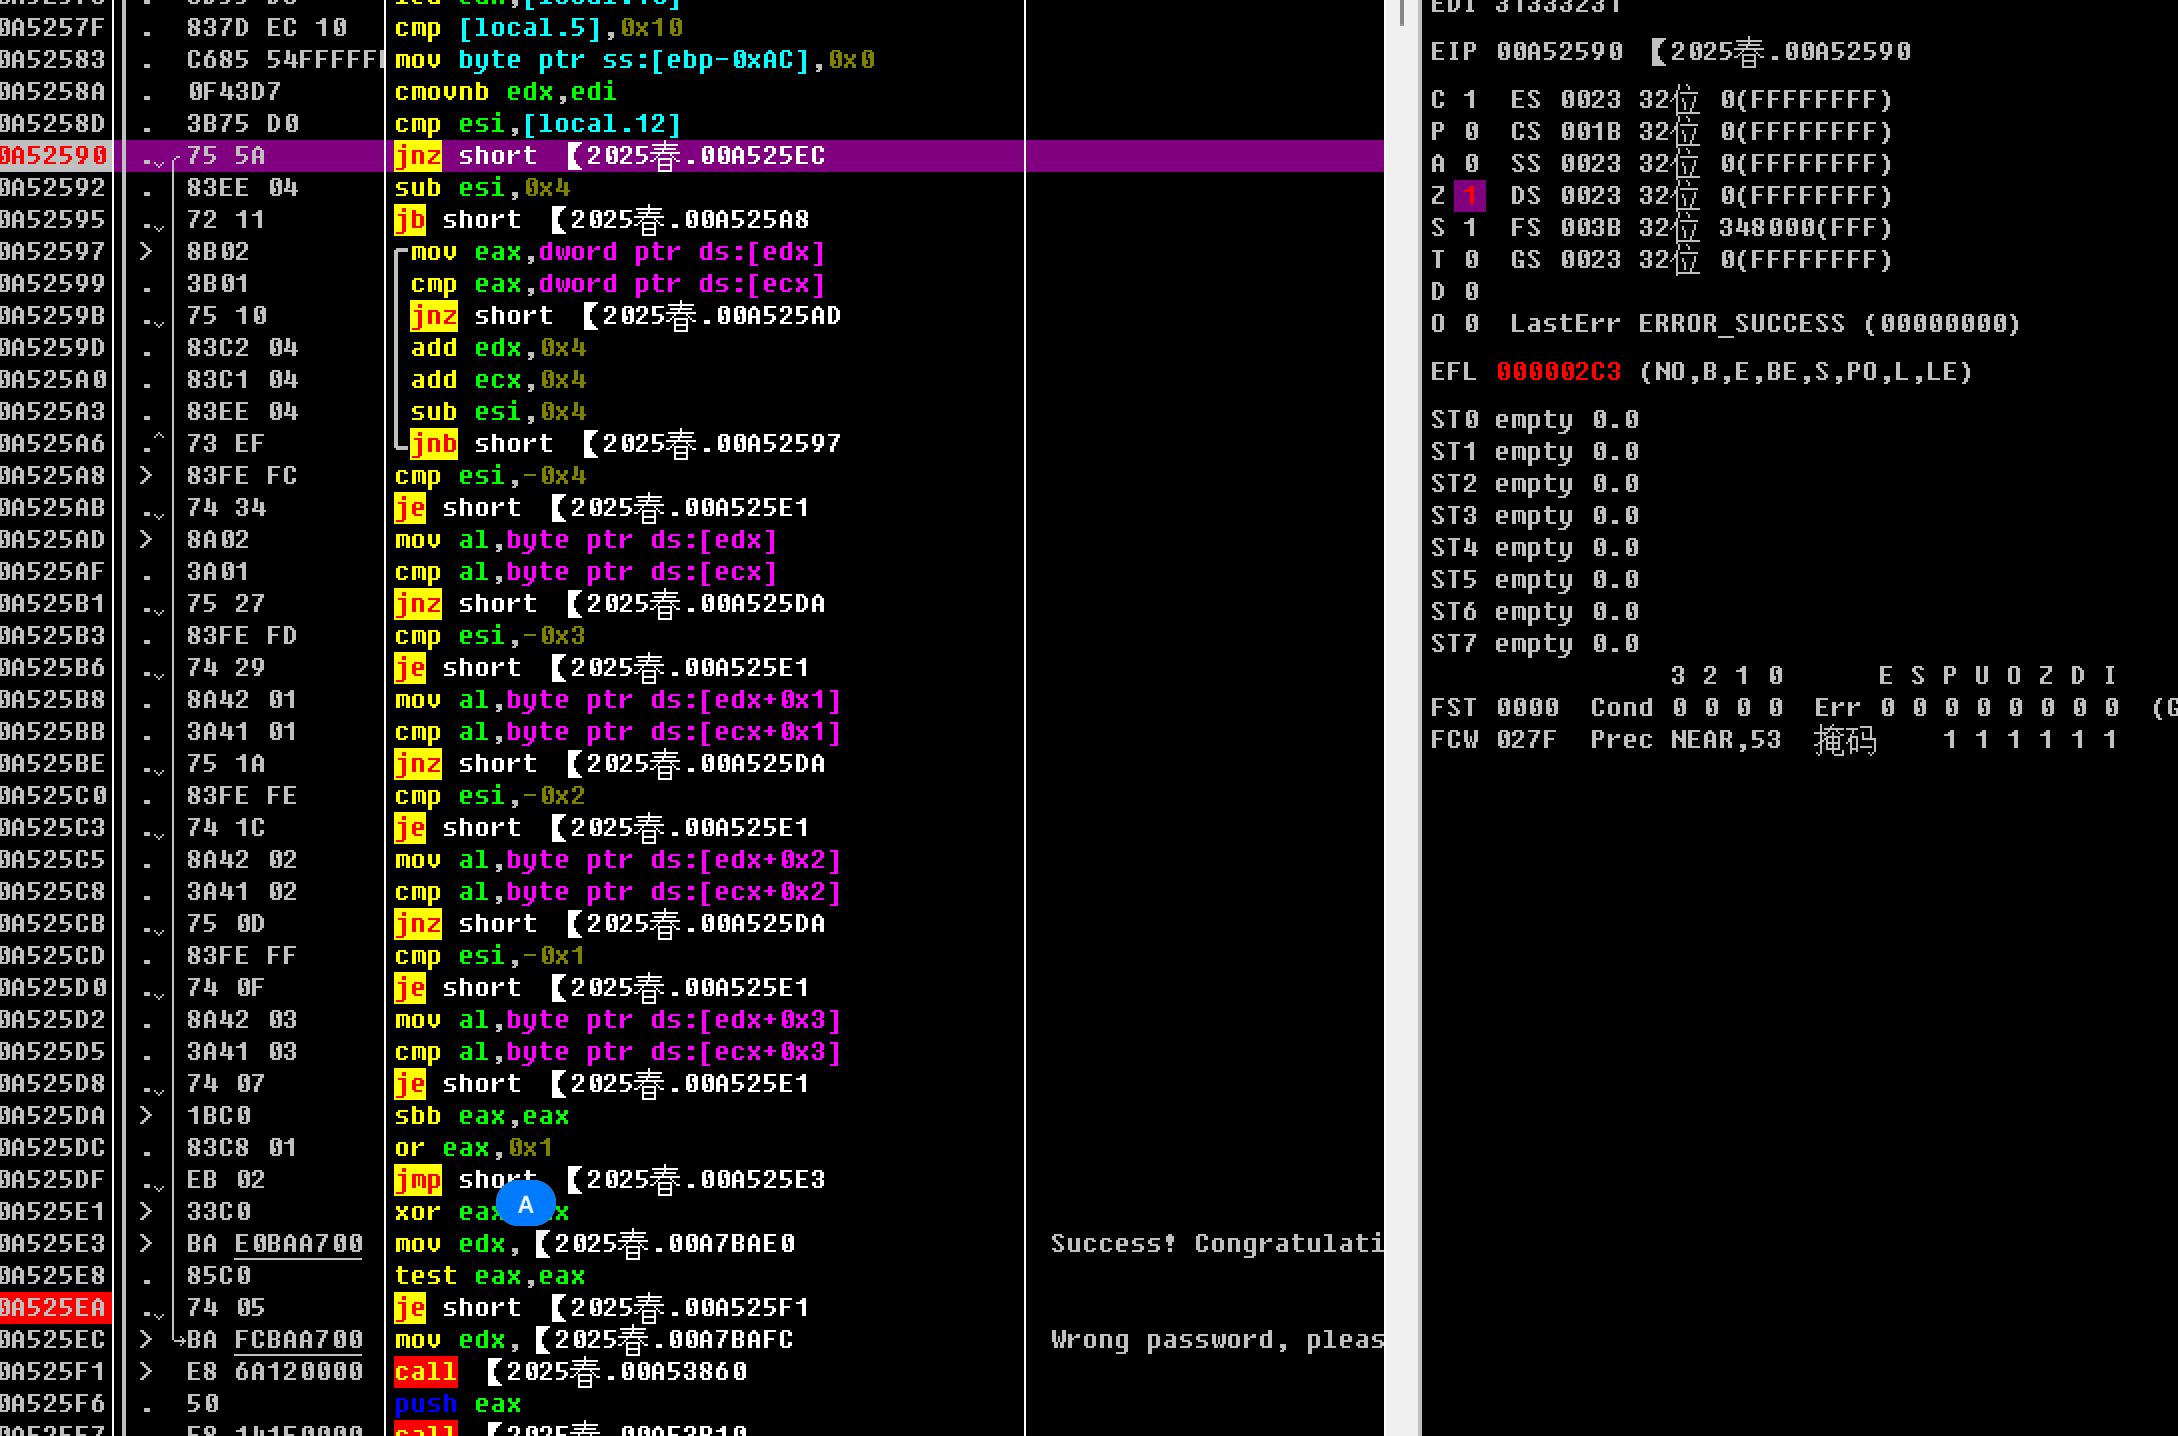 0A5257F . 837D EC 10 cmp [local.5],0x10
0A52583 . C685 54FFFFF mov byte ptr ss:[ebp-0xAC],0x0
0A5258A . 0F43D7 cmovnb edx,edi
0A5258D . 3B75 D0 cmp esi,[local.12]
0A52590 . 75 5A jnz short 【2025春.00A525EC
0A52592 . 83EE 04 sub esi,0x4
0A52595 . 72 11 jb short 【2025春.00A525A8
0A52597 > 8B02 mov eax,dword ptr ds:[edx]
0A52599 . 3B01 cmp eax,dword ptr ds:[ecx]
0A5259B . 75 10 jnz short 【2025春.00A525AD
0A5259D . 83C2 04 add edx,0x4
0A525A0 . 83C1 04 add ecx,0x4
0A525A3 . 83EE 04 sub esi,0x4
0A525A6 .^ 73 EF jnb short 【2025春.00A52597
0A525A8 > 83FE FC cmp esi,-0x4
0A525AB . 74 34 je short 【2025春.00A525E1
0A525AD > 8A02 mov al,byte ptr ds:[edx]
0A525AF . 3A01 cmp al,byte ptr ds:[ecx]
0A525B1 . 75 27 jnz short 【2025春.00A525DA
0A525B3 . 83FE FD cmp esi,-0x3
0A525B6 . 74 29 je short 【2025春.00A525E1
0A525B8 . 8A42 01 mov al,byte ptr ds:[edx+0x1]
0A525BB . 3A41 01 cmp al,byte ptr ds:[ecx+0x1]
0A525BE . 75 1A jnz short 【2025春.00A525DA
0A525C0 . 83FE FE cmp esi,-0x2
0A525C3 . 74 1C je short 【2025春.00A525E1
0A525C5 . 8A42 02 mov al,byte ptr ds:[edx+0x2]
0A525C8 . 3A41 02 cmp al,byte ptr ds:[ecx+0x2]
0A525CB . 75 0D jnz short 【2025春.00A525DA
0A525CD . 83FE FF cmp esi,-0x1
0A525D0 . 74 0F je short 【2025春.00A525E1
0A525D2 . 8A42 03 mov al,byte ptr ds:[edx+0x3]
0A525D5 . 3A41 03 cmp al,byte ptr ds:[ecx+0x3]
0A525D8 . 74 07 je short 【2025春.00A525E1
0A525DA > 1BC0 sbb eax,eax
0A525DC . 83C8 01 or eax,0x1
0A525DF . EB 02 jmp short 【2025春.00A525E3
A
0A525E1 > 33C0 xor
0A525E3 > BA E0BAA700 mov edx,【2025春.00A7BAE0 Success! Congratulati
0A525E8 . 85C0 test eax,eax
0A525EA . 74 05 je short 【2025春.00A525F1
0A525EC > BA FCBAA700 mov edx,【2025春.00A7BAFC Wrong password, pleas
0A525F1 > E8 6A120000 call 【2025春.00A53860
0A525F6 . 50 push eax
EDI 31333231
EIP 00A52590 【2025春.00A52590
C 1 ES 0023 32位 0(FFFFFFFF)
P 0 CS 001B 32位 0(FFFFFFFF)
A 0 SS 0023 32位 0(FFFFFFFF)
Z 1 DS 0023 32位 0(FFFFFFFF)
S 1 FS 003B 32位 348000(FFF)
T 0 GS 0023 32位 0(FFFFFFFF)
D 0
O 0 LastErr ERROR_SUCCESS (00000000)
EFL 000002C3 (NO,B,E,BE,S,PO,L,LE)
ST0 empty 0.0
ST1 empty 0.0
ST2 empty 0.0
ST3 empty 0.0
ST4 empty 0.0
ST5 empty 0.0
ST6 empty 0.0
ST7 empty 0.0
3 2 1 0 E S P U O Z D I
FST 0000 Cond 0 0 0 0 Err 0 0 0 0 0 0 0 0 (G
FCW 027F Prec NEAR,53 掩码 1 1 1 1 1 1